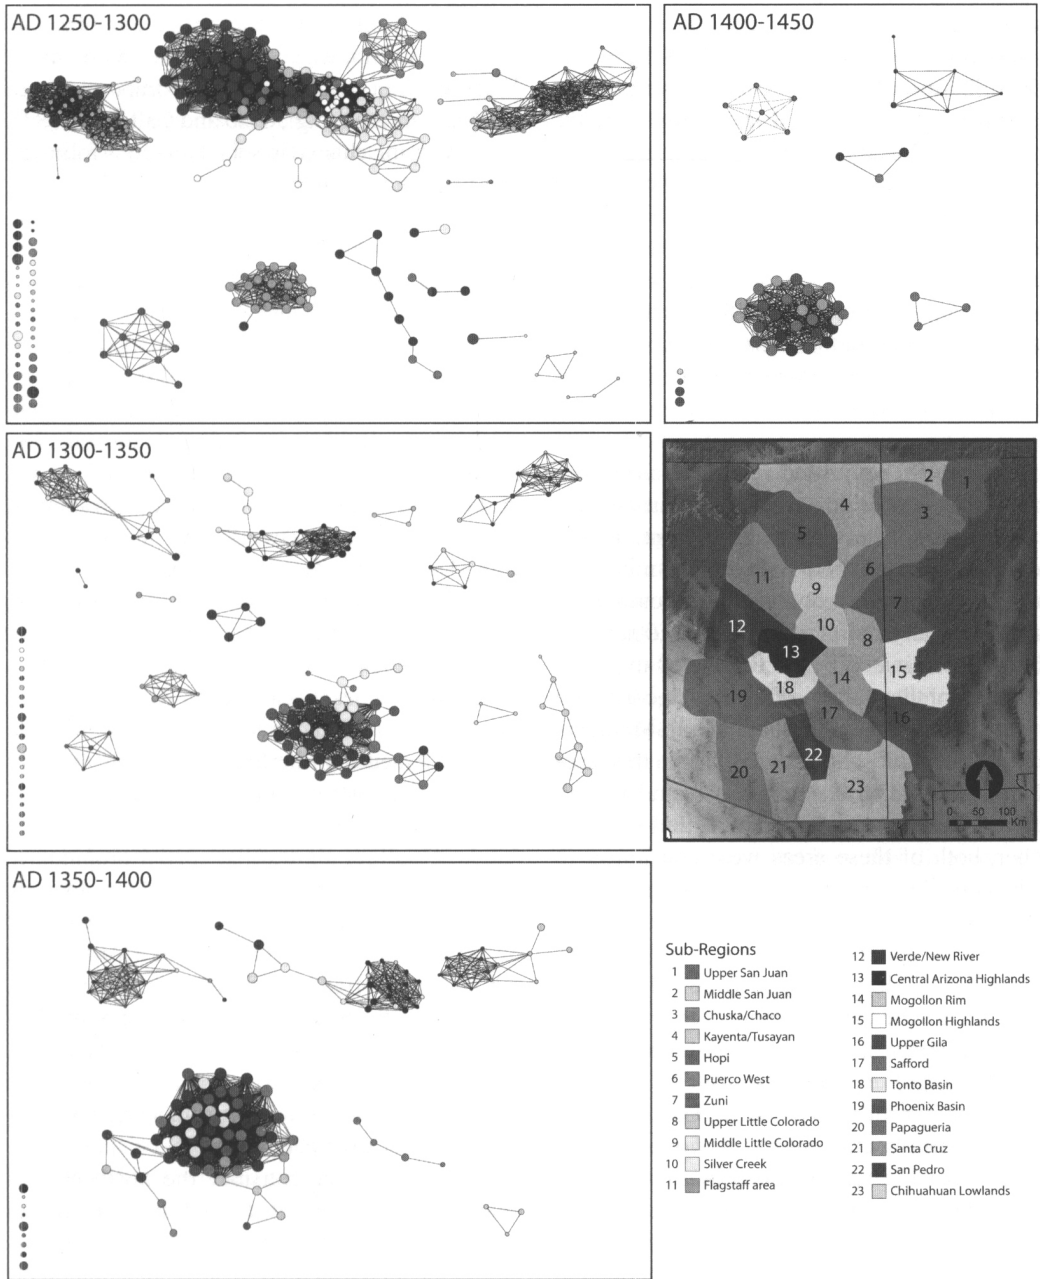 AD 1250-1300
AD 1400-1450
AD 1300-1350
AD 1350-1400
1
2
3
4
5
6
7
8
9
10
11
12
13
14
15
16
17
18
19
20
21
22
23
0 50 100
Km
Sub-Regions
1 Upper San Juan
2 Middle San Juan
3 Chuska/Chaco
4 Kayenta/Tusayan
5 Hopi
6 Puerco West
7 Zuni
8 Upper Little Colorado
9 Middle Little Colorado
10 Silver Creek
11 Flagstaff area
12 Verde/New River
13 Central Arizona Highlands
14 Mogollon Rim
15 Mogollon Highlands
16 Upper Gila
17 Safford
18 Tonto Basin
19 Phoenix Basin
20 Papagueria
21 Santa Cruz
22 San Pedro
23 Chihuahuan Lowlands